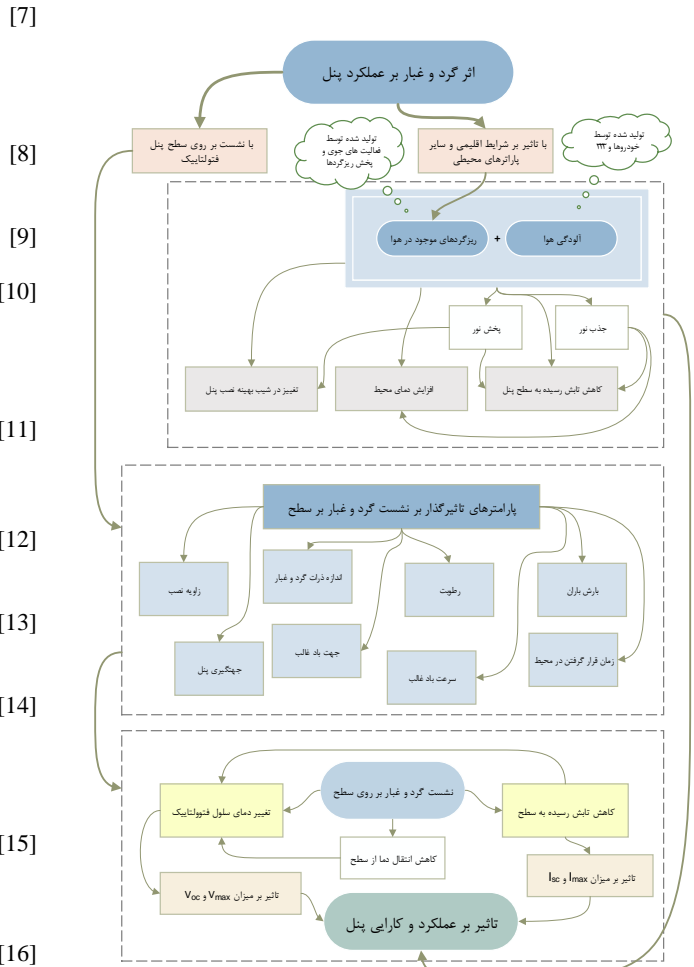 [7]
اثر گرد و غبار بر عملکرد پنل
[8]
با نشست بر روی سطح پنل
فتولتاییک
تولید شده توسط
فعالیت های جوی و
پخش ریزگردها
با تاثیر بر شرایط اقلیمی و سایر
پاراترهای محیطی
تولید شده توسط
خودروها و ???
[9]
ریزگردهای موجود در هوا
+
آلودگی هوا
[10]
پخش نور
جذب نور
تغییز در شیب بهینه نصب پنل
افزایش دمای محیط
کاهش تابش رسیده به سطح پنل
[11]
پارامترهای تاثیرگذار بر نشست گرد و غبار بر سطح
[12]
زاویه نصب
اندازه ذرات گرد و غبار
رطوبت
بارش باران
[13]
جهتگیری پنل
جهت باد غالب
سرعت باد غالب
زمان قرار گرفتن در محیط
[14]
تغییر دمای سلول فتوولتاییک
نشست گرد و غبار بر روی سطح
کاهش تابش رسیده به سطح
[15]
کاهش انتقال دما از سطح
تاثیر بر میزان Vmax و Voc
تاثیر بر میزان Imax و Isc
تاثیر بر عملکرد و کارایی پنل
[16]